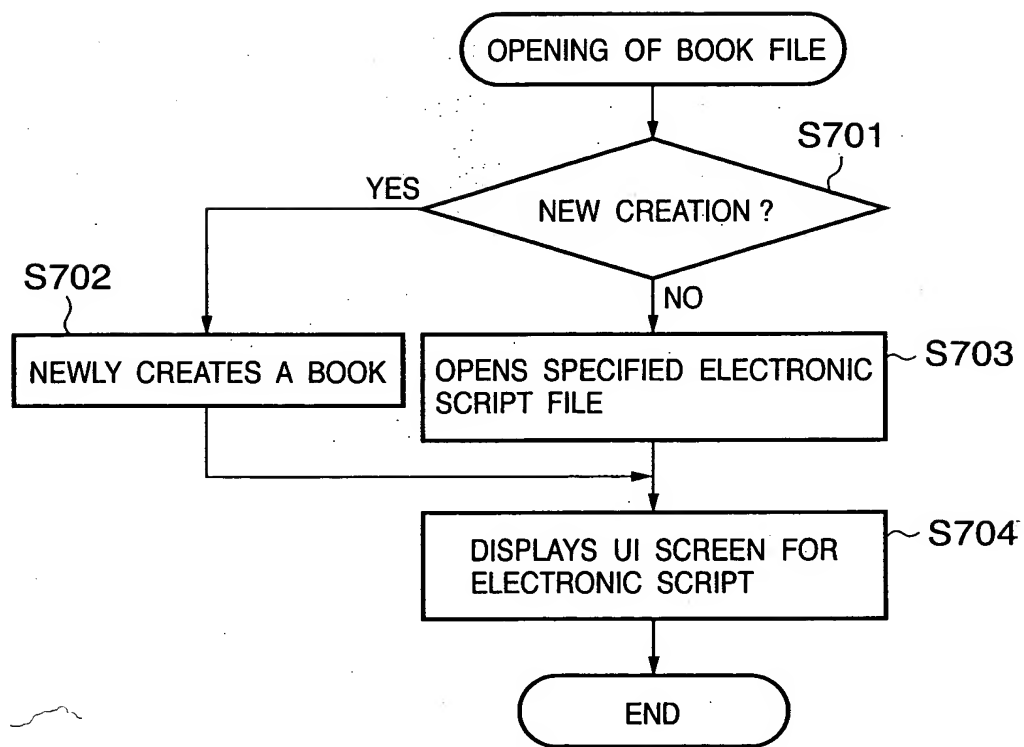 OPENING OF BOOK FILE
S701
YES
NEW CREATION ?
S702
NO
NEWLY CREATES A BOOK
OPENS SPECIFIED ELECTRONIC
SCRIPT FILE
S703
DISPLAYS UI SCREEN FOR
ELECTRONIC SCRIPT
S704
END